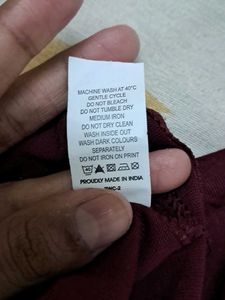 MACHINE WASH AT 40°C
GENTLE CYCLE
DO NOT BLEACH
DO NOT TUMBLE DRY
MEDIUM IRON
DO NOT DRY CLEAN
WASH INSIDE OUT
WASH DARK COLOURS
SEPARATELY
DO NOT IRON ON PRINT
40
PROUDLY MADE IN INDIA